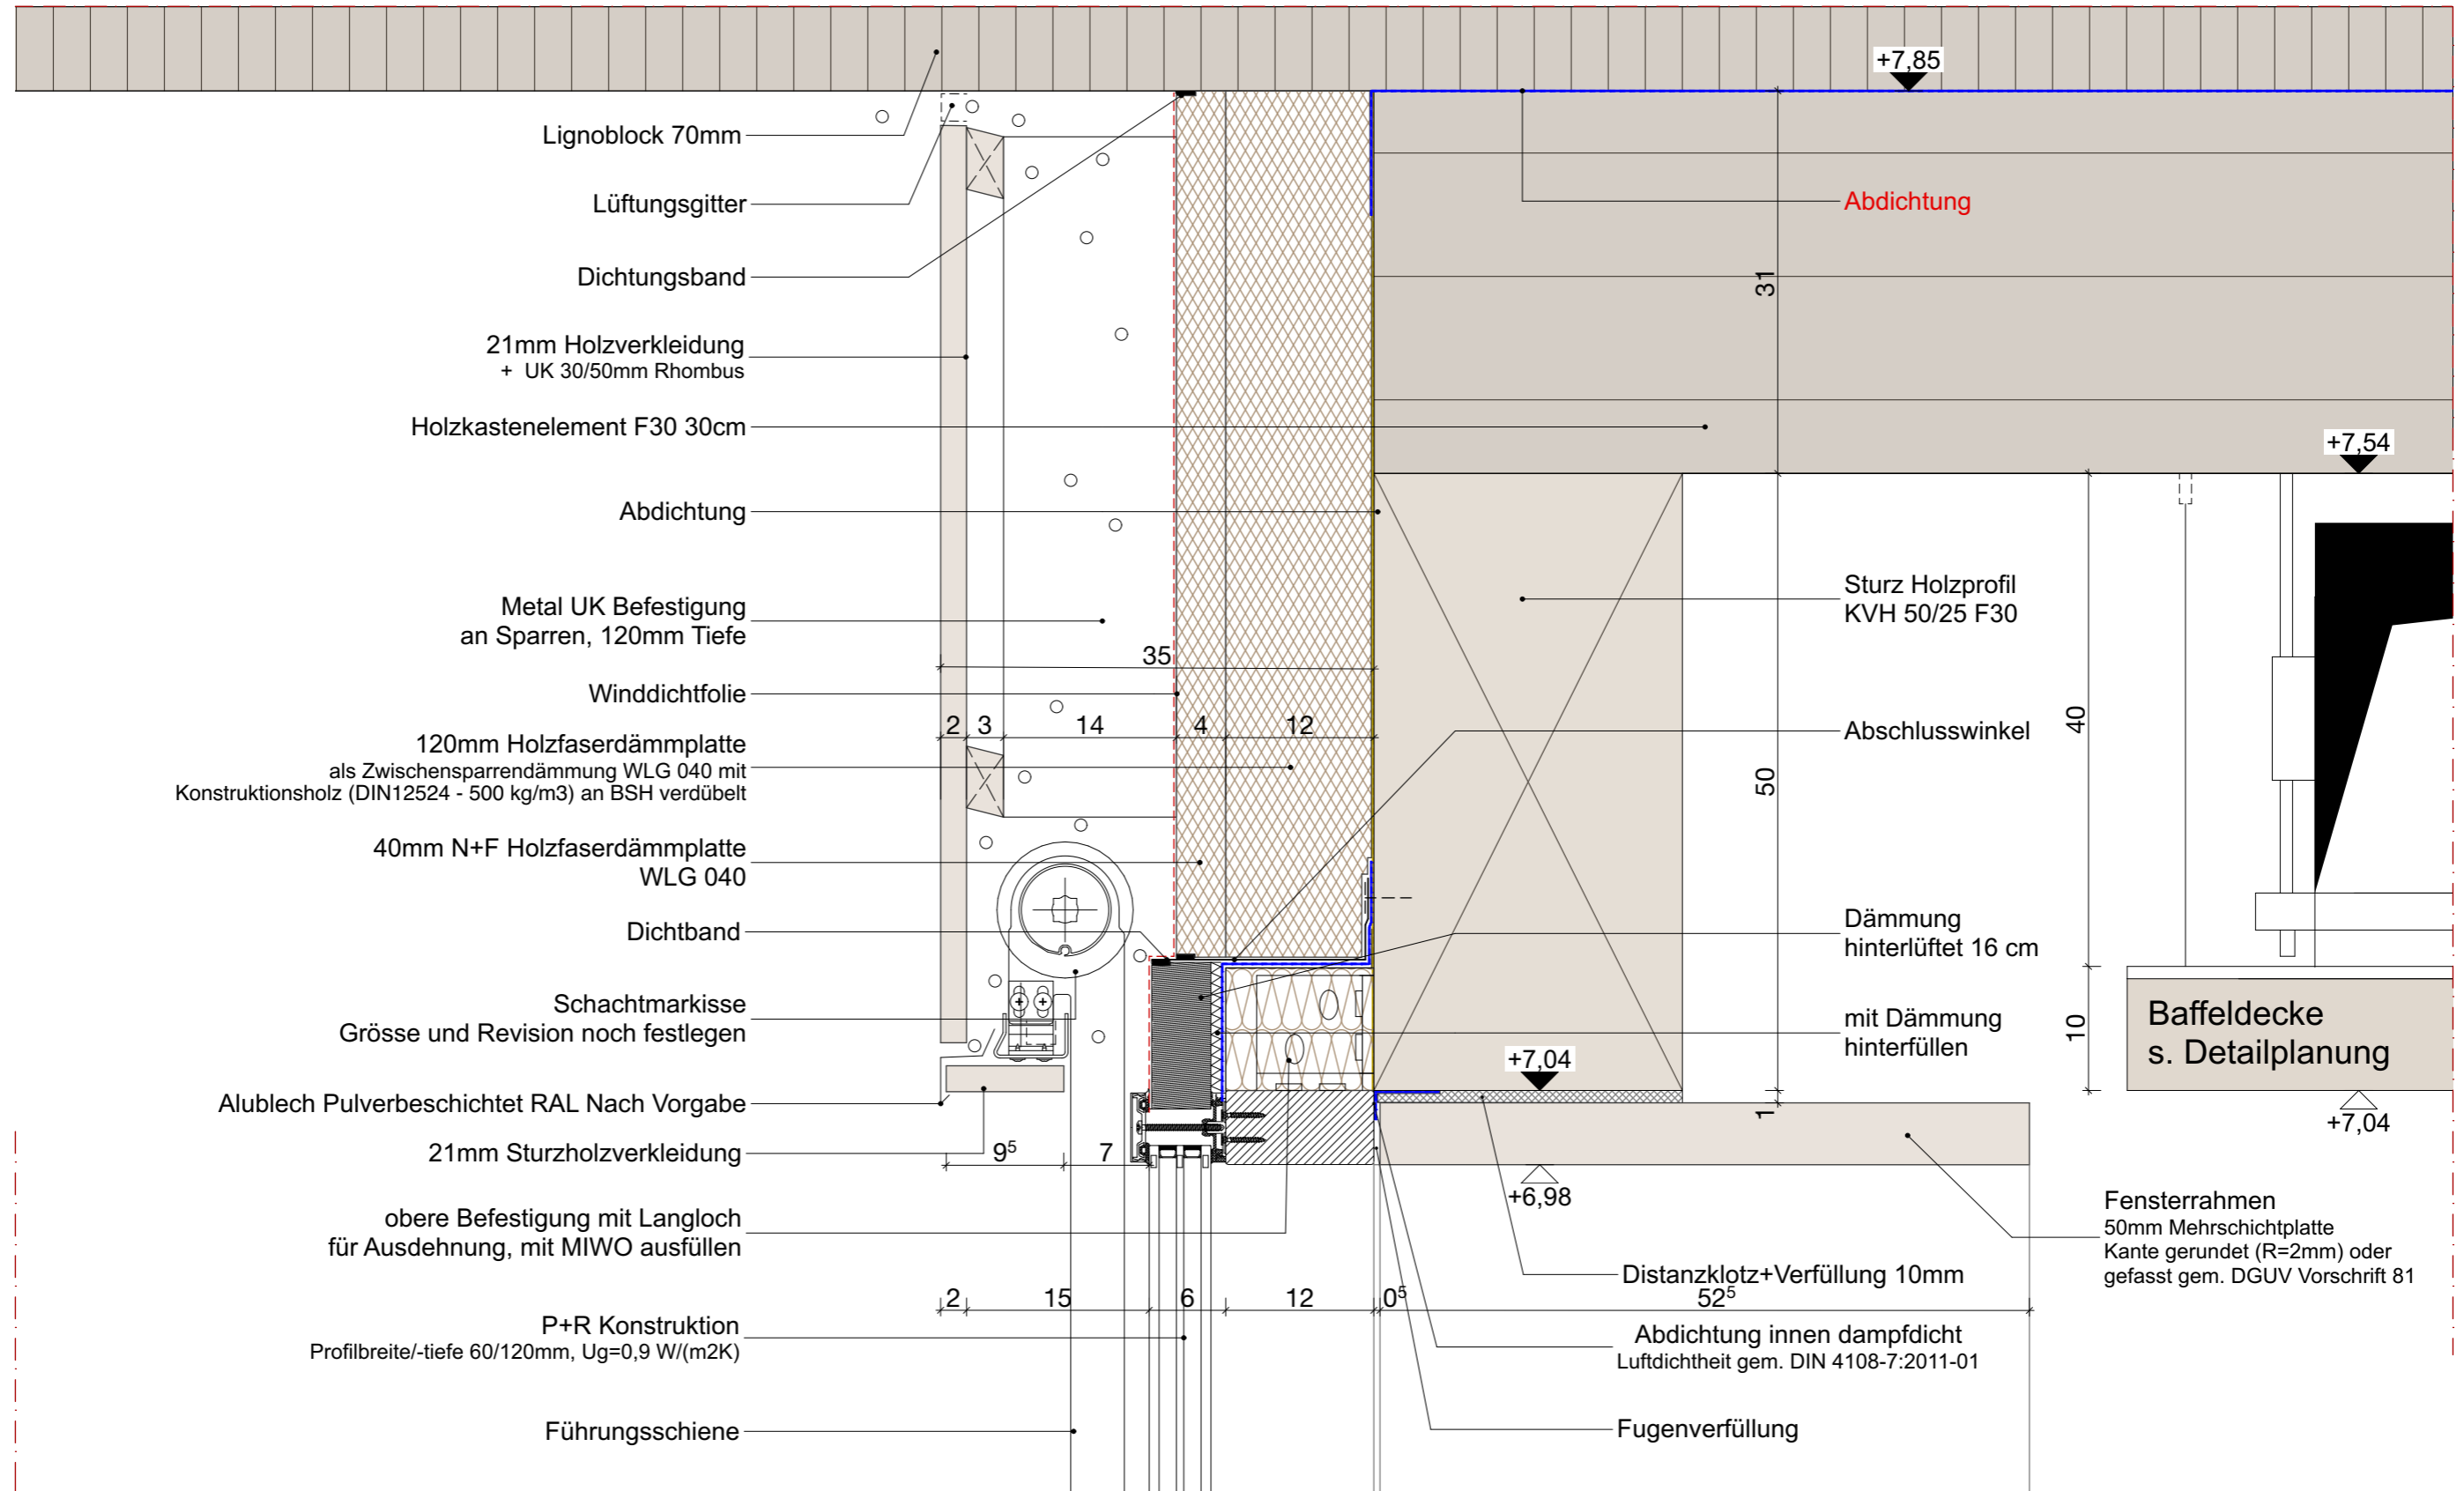 +7,85
Lignoblock 70mm
Lüftungsgitter
Abdichtung
Dichtungsband
31
21mm Holzverkleidung
+ UK 30/50mm Rhombus
Holzkastenelement F30 30cm
+7,54
Abdichtung
Metal UK Befestigung
an Sparren, 120mm Tiefe
Sturz Holzprofil
KVH 50/25 F30
35
Winddichtfolie
2 3 14 4 12
Abschlusswinkel
40
120mm Holzfaserdämmplatte
als Zwischensparrendämmung WLG 040 mit
Konstruktionsholz (DIN12524 - 500 kg/m3) an BSH verdübelt
50
40mm N+F Holzfaserdämmplatte
WLG 040
Dichtband
Dämmung
hinterlüftet 16 cm
Schachtmarkisse
Grösse und Revision noch festlegen
mit Dämmung
hinterfüllen
10
Baffeldecke
s. Detailplanung
+7,04
Alublech Pulverbeschichtet RAL Nach Vorgabe
1
+7,04
21mm Sturzholzverkleidung
9⁵ 7
+6,98
obere Befestigung mit Langloch
für Ausdehnung, mit MIWO ausfüllen
Fensterrahmen
50mm Mehrschichtplatte
Kante gerundet (R=2mm) oder
gefasst gem. DGUV Vorschrift 81
Distanzklotz+Verfüllung 10mm
2 15 6 12 0⁵ 52⁵
P+R Konstruktion
Profilbreite/-tiefe 60/120mm, Ug=0,9 W/(m2K)
Abdichtung innen dampfdicht
Luftdichtheit gem. DIN 4108-7:2011-01
Führungsschiene
Fugenverfüllung